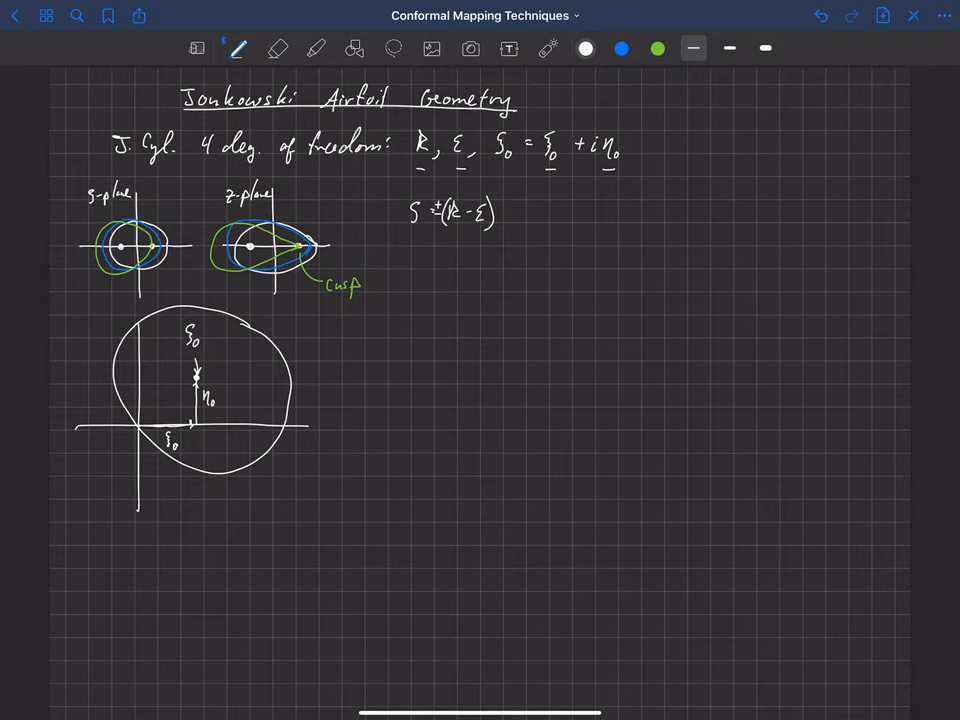 Conformal Mapping Techniques
Joukowski Airfoil Geometry
J. Cyl. 4 deg. of freedom: R, ε, ζ₀ = ξ₀ + iη₀
ζ-plane
z-plane
ζ = ±(R - ε)
Cusp
ζ₀
η₀
ξ₀